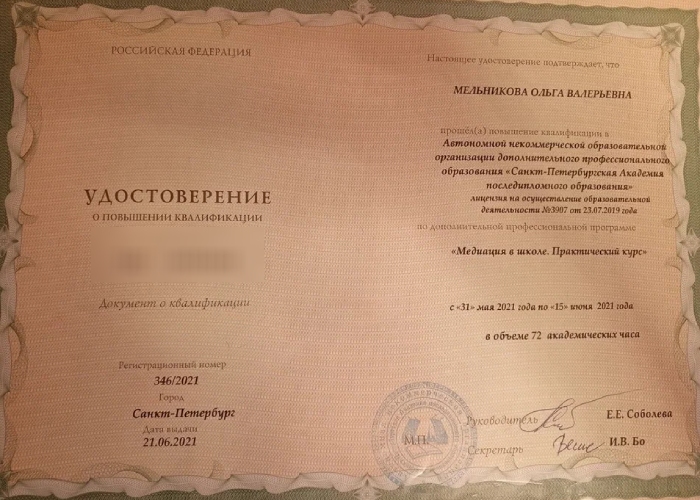 РОССИЙСКАЯ ФЕДЕРАЦИЯ
УДОСТОВЕРЕНИЕ
О ПОВЫШЕНИИ КВАЛИФИКАЦИИ
Документ о квалификации
Регистрационный номер
346/2021
Город
Санкт-Петербург
Дата выдачи
21.06.2021
Настоящее удостоверение подтверждает, что
МЕЛЬНИКОВА ОЛЬГА ВАЛЕРЬЕВНА
прошёл(а) повышение квалификации в
Автономной некоммерческой образовательной
организации дополнительного профессионального
образования «Санкт-Петербургская Академия
последипломного образования»
лицензия на осуществление образовательной
деятельности №3907 от 23.07.2019 года
по дополнительной профессиональной программе
«Медиация в школе. Практический курс»
с «31» мая 2021 года по «15» июня 2021 года
в объеме 72 академических часа
М.П.
Руководитель Е.Е. Соболева
Секретарь И.В. Бо